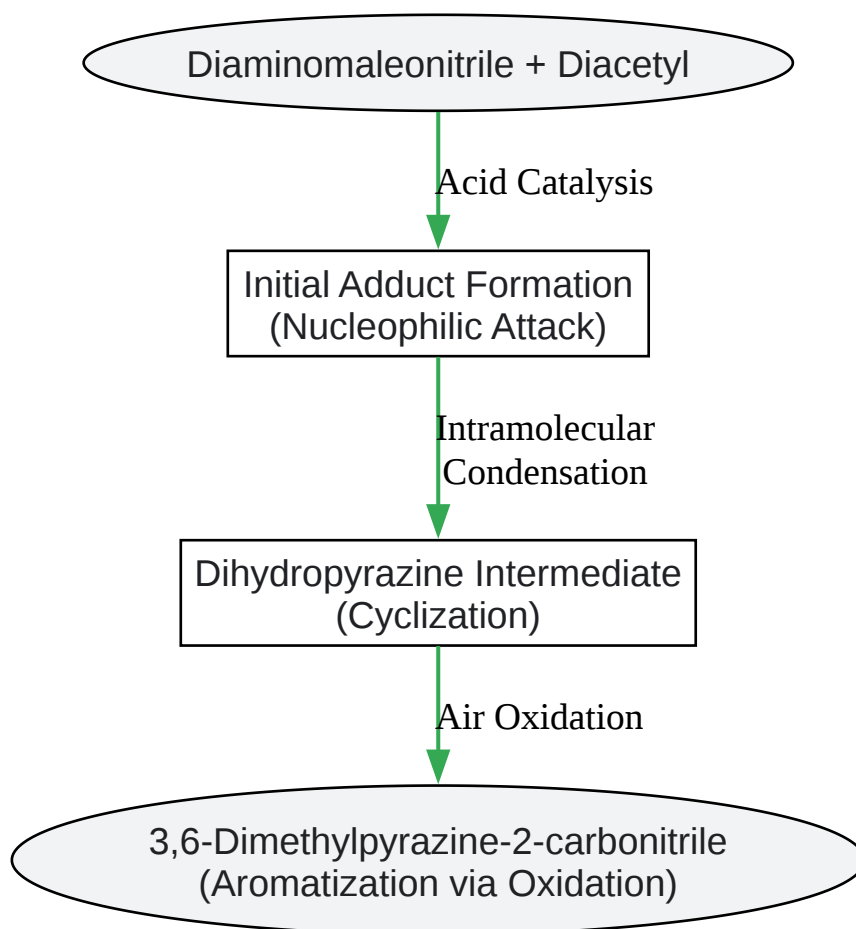 Diaminomaleonitrile + Diacetyl
Acid Catalysis
Initial Adduct Formation
(Nucleophilic Attack)
Intramolecular
Condensation
Dihydropyrazine Intermediate
(Cyclization)
Air Oxidation
3,6-Dimethylpyrazine-2-carbonitrile
(Aromatization via Oxidation)